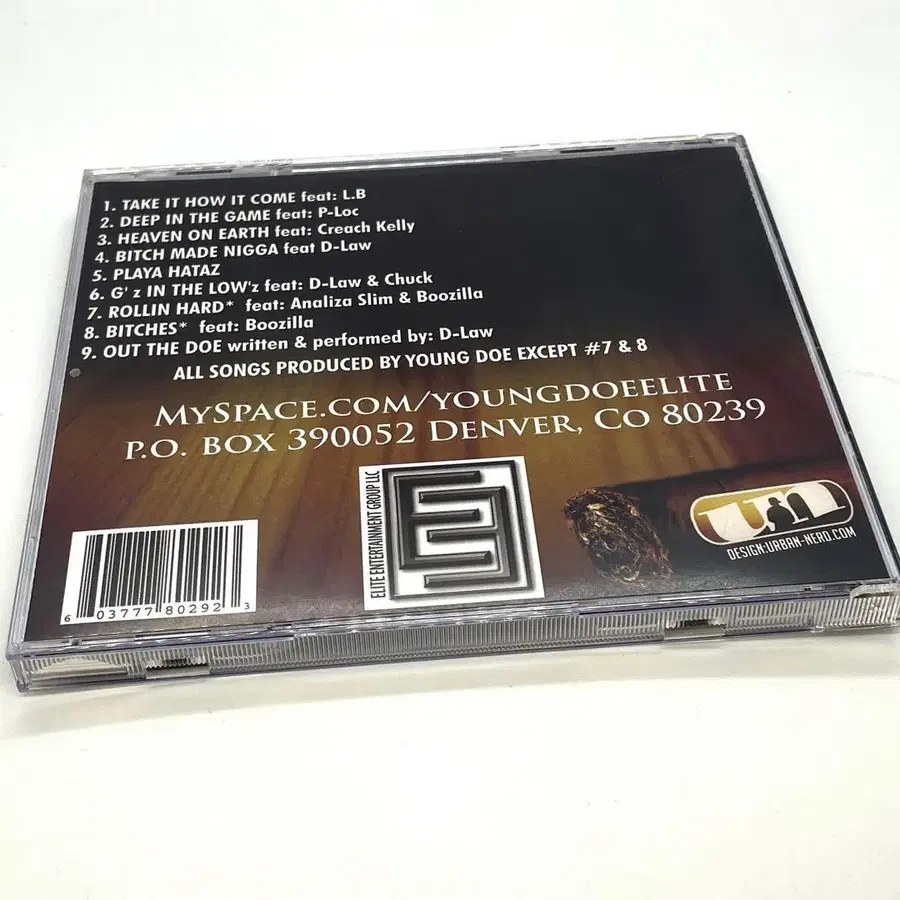 1. TAKE IT HOW IT COME feat: L.B
2. DEEP IN THE GAME feat: P-Loc
3. HEAVEN ON EARTH feat: Creach Kelly
4. BITCH MADE NIGGA feat D-Law
5. PLAYA HATAZ
6. G' z IN THE LOW'z feat: D-Law & Chuck
7. ROLLIN HARD* feat: Analiza Slim & Boozilla
8. BITCHES* feat: Boozilla
9. OUT THE DOE written & performed by: D-Law
ALL SONGS PRODUCED BY YOUNG DOE EXCEPT #7 & 8
MYSPACE.COM/YOUNGDOEELITE
P.O. BOX 390052 DENVER, CO 80239
ELITE ENTERTAINMENT GROUP LLC
UN
DESIGN:URBAN-NERD.COM
6 03777 80292 3